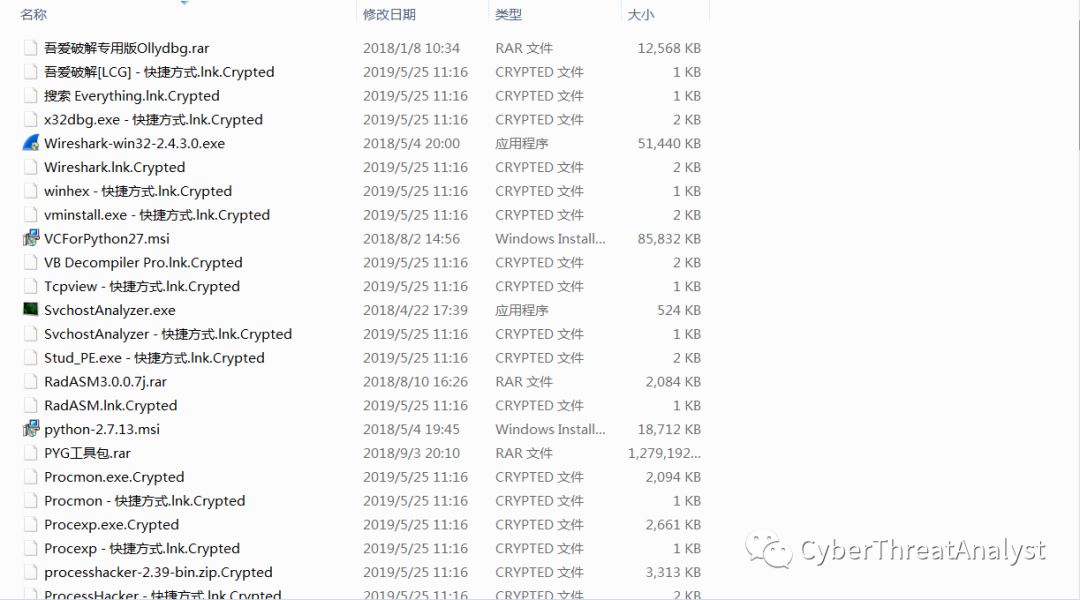 名称 修改日期 类型 大小
吾爱破解专用版Ollydbg.rar 2018/1/8 10:34 RAR 文件 12,568 KB
吾爱破解[LCG] - 快捷方式.lnk.Crypted 2019/5/25 11:16 CRYPTED 文件 1 KB
搜索 Everything.lnk.Crypted 2019/5/25 11:16 CRYPTED 文件 1 KB
x32dbg.exe - 快捷方式.lnk.Crypted 2019/5/25 11:16 CRYPTED 文件 2 KB
Wireshark-win32-2.4.3.0.exe 2018/5/4 20:00 应用程序 51,440 KB
Wireshark.lnk.Crypted 2019/5/25 11:16 CRYPTED 文件 2 KB
winhex - 快捷方式.lnk.Crypted 2019/5/25 11:16 CRYPTED 文件 1 KB
vminstall.exe - 快捷方式.lnk.Crypted 2019/5/25 11:16 CRYPTED 文件 2 KB
VCForPython27.msi 2018/8/2 14:56 Windows Install... 85,832 KB
VB Decompiler Pro.lnk.Crypted 2019/5/25 11:16 CRYPTED 文件 2 KB
Tcpview - 快捷方式.lnk.Crypted 2019/5/25 11:16 CRYPTED 文件 1 KB
SvchostAnalyzer.exe 2018/4/22 17:39 应用程序 524 KB
SvchostAnalyzer - 快捷方式.lnk.Crypted 2019/5/25 11:16 CRYPTED 文件 1 KB
Stud_PE.exe - 快捷方式.lnk.Crypted 2019/5/25 11:16 CRYPTED 文件 2 KB
RadASM3.0.0.7j.rar 2018/8/10 16:26 RAR 文件 2,084 KB
RadASM.lnk.Crypted 2019/5/25 11:16 CRYPTED 文件 1 KB
python-2.7.13.msi 2018/5/4 19:45 Windows Install... 18,712 KB
PYG工具包.rar 2018/9/3 20:10 RAR 文件 1,279,192...
Procmon.exe.Crypted 2019/5/25 11:16 CRYPTED 文件 2,094 KB
Procmon - 快捷方式.lnk.Crypted 2019/5/25 11:16 CRYPTED 文件 1 KB
Procexp.exe.Crypted 2019/5/25 11:16 CRYPTED 文件 2,661 KB
Procexp - 快捷方式.lnk.Crypted 2019/5/25 11:16 CRYPTED 文件 1 KB
processhacker-2.39-bin.zip.Crypted 2019/5/25 11:16 CRYPTED 文件 3,313 KB
ProcessHacker - 快捷方式.lnk.Crypted 2019/5/25 11:16 CRYPTED 文件 2 KB
CyberThreatAnalyst